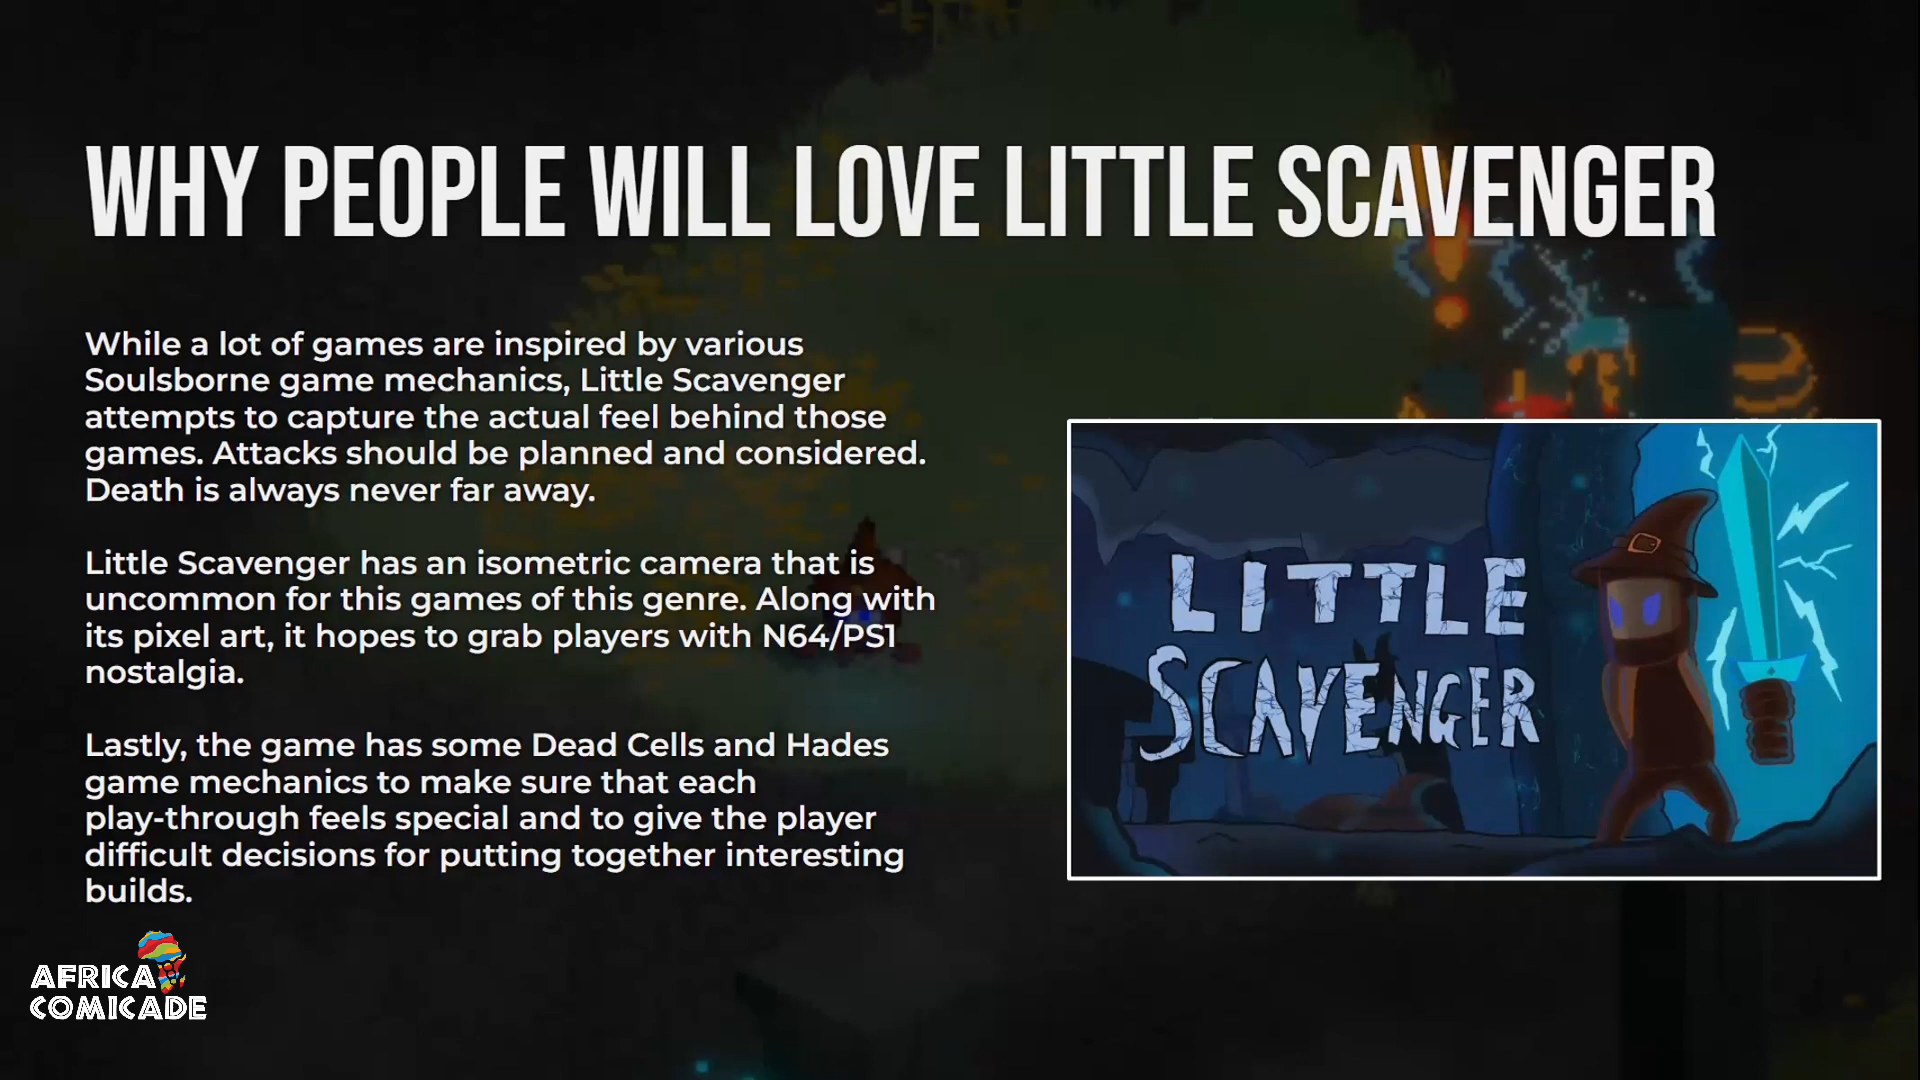 WHY PEOPLE WILL LOVE LITTLE SCAVENGER
While a lot of games are inspired by various
Soulsborne game mechanics, Little Scavenger
attempts to capture the actual feel behind those
games. Attacks should be planned and considered.
Death is always never far away.
Little Scavenger has an isometric camera that is
uncommon for this games of this genre. Along with
its pixel art, it hopes to grab players with N64/PS1
nostalgia.
Lastly, the game has some Dead Cells and Hades
game mechanics to make sure that each
play-through feels special and to give the player
difficult decisions for putting together interesting
builds.
LITTLE
SCAVENGER
AFRICA
COMICADE